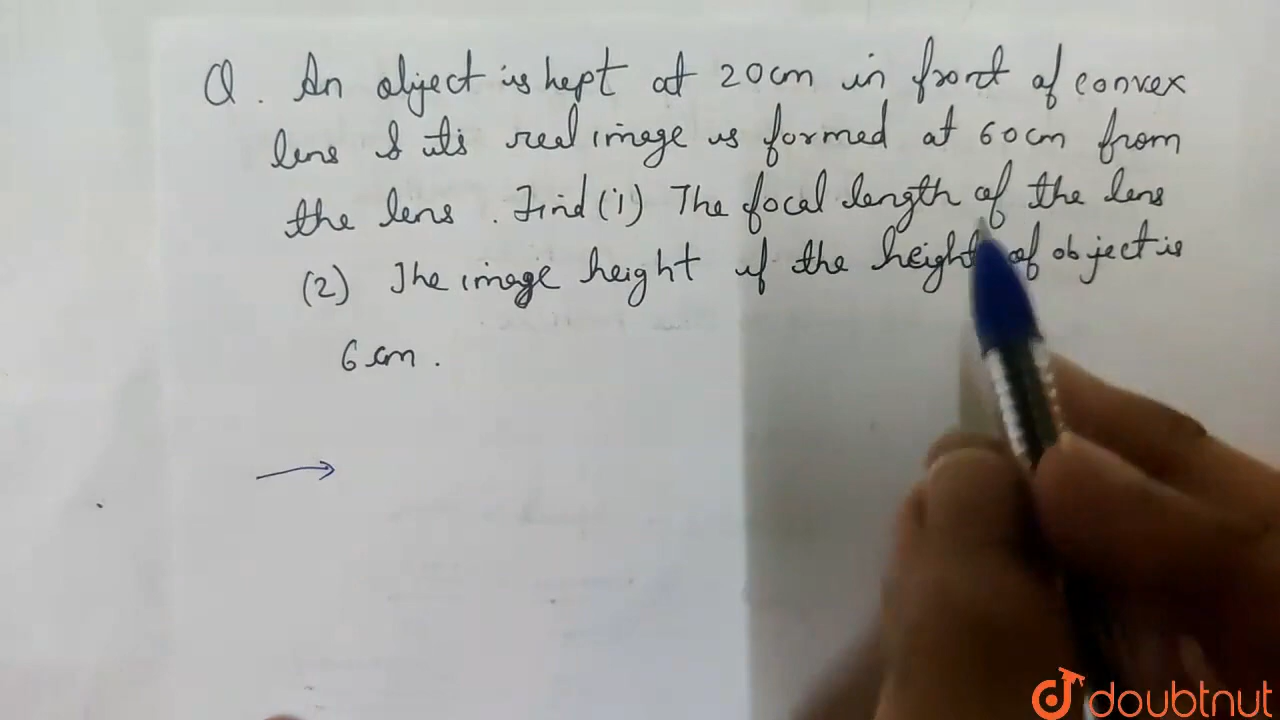 Q. An object is kept at 20cm in front of convex
lens & its real image is formed at 60cm from
the lens. Find (1) The focal length of the lens
(2) The image height if the height of object is
6 cm.
doubtnut